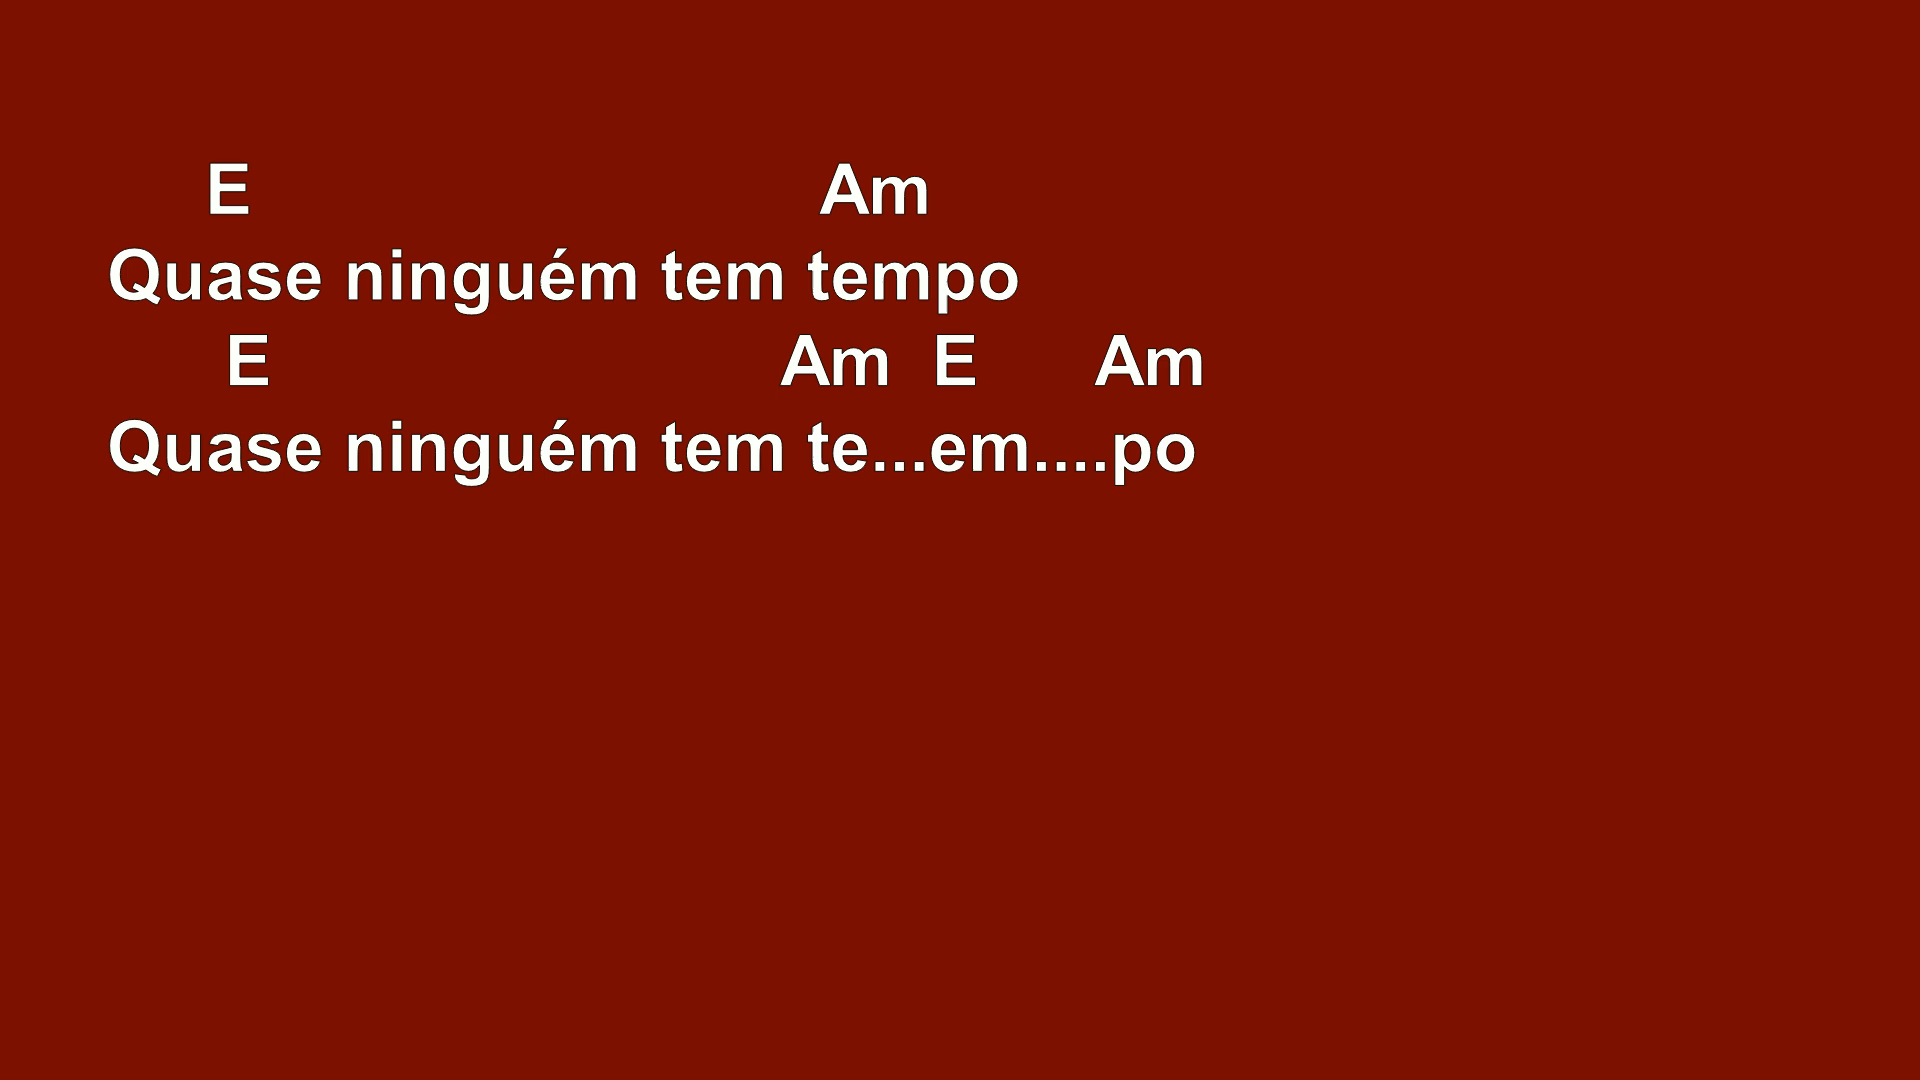 E Am
Quase ninguém tem tempo
E Am E Am
Quase ninguém tem te...em....po